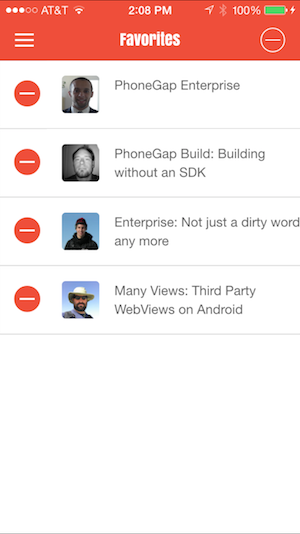 AT&T 2:08 PM 100%
Favorites
PhoneGap Enterprise
PhoneGap Build: Building
without an SDK
Enterprise: Not just a dirty word
any more
Many Views: Third Party
WebViews on Android